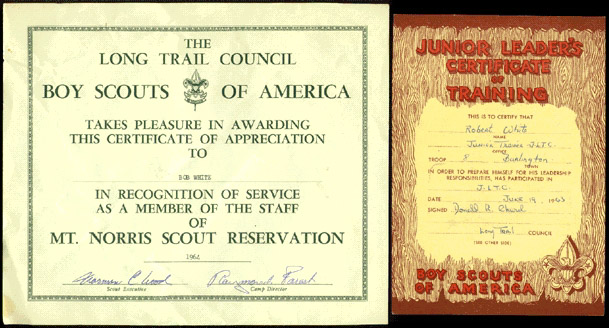 THE
LONG TRAIL COUNCIL
BOY SCOUTS OF AMERICA
TAKES PLEASURE IN AWARDING
THIS CERTIFICATE OF APPRECIATION
TO
BOB WHITE
IN RECOGNITION OF SERVICE
AS A MEMBER OF THE STAFF
OF
MT. NORRIS SCOUT RESERVATION
1964
Scout Executive Camp Director
JUNIOR LEADER'S
CERTIFICATE
OF
TRAINING
THIS IS TO CERTIFY THAT
Robert White
NAME
Junior Trainer J.L.T.C.
OFFICE
TROOP 5 Burlington
TOWN
IN ORDER TO PREPARE HIMSELF FOR HIS LEADERSHIP
RESPONSIBILITIES, HAS PARTICIPATED IN
J.L.T.C.
DATE June 19, 1963
SIGNED Donald A.
Long Trail COUNCIL
(SEE OTHER SIDE)
BOY SCOUTS
OF AMERICA